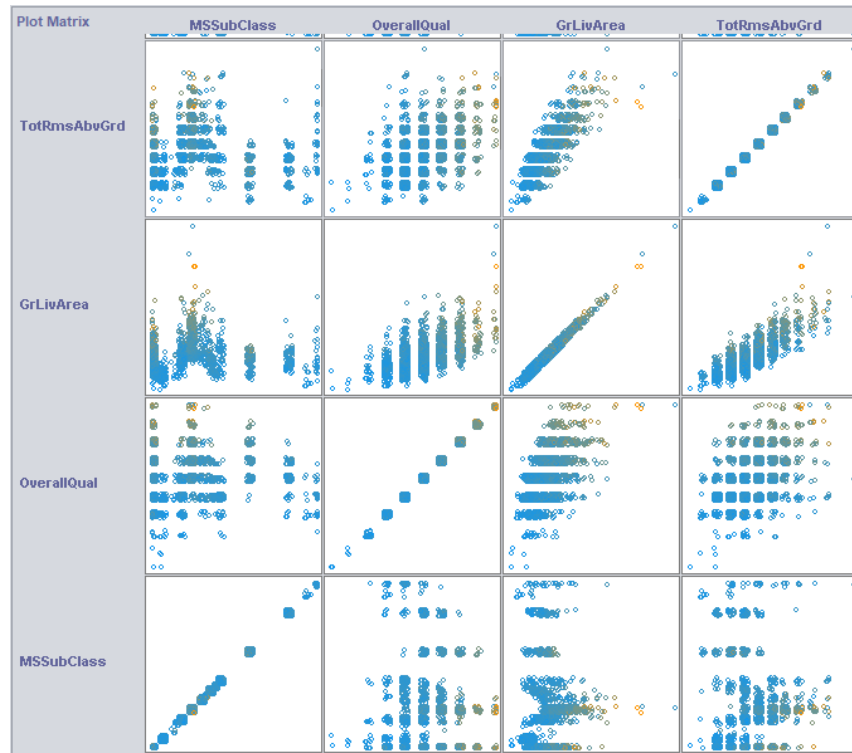 Plot Matrix
MSSubClass OverallQual GrLivArea TotRmsAbvGrd
TotRmsAbvGrd
GrLivArea
OverallQual
MSSubClass